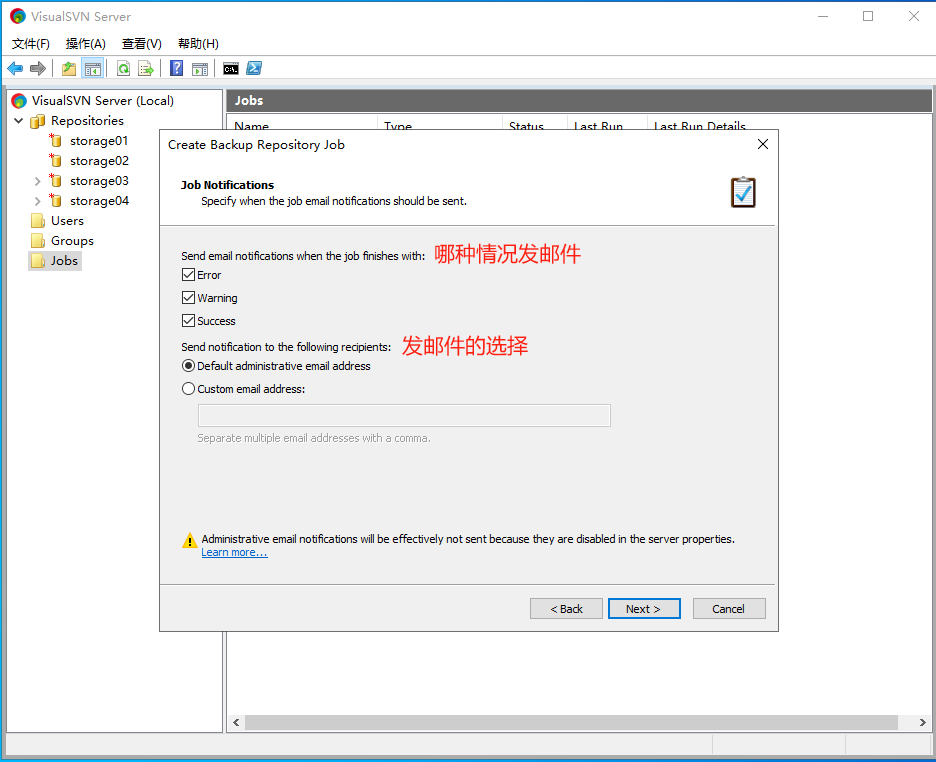 VisualSVN Server
文件(F) 操作(A) 查看(V) 帮助(H)
C:\.
VisualSVN Server (Local)
Repositories
storage01
storage02
storage03
storage04
Users
Groups
Jobs
Jobs
Name Type Status Last Run Last Run Details
Create Backup Repository Job
Job Notifications
Specify when the job email notifications should be sent.
Send email notifications when the job finishes with: 哪种情况发邮件
Error
Warning
Success
Send notification to the following recipients: 发邮件的选择
Default administrative email address
Custom email address:
Separate multiple email addresses with a comma.
Administrative email notifications will be effectively not sent because they are disabled in the server properties.
Learn more...
< Back Next > Cancel